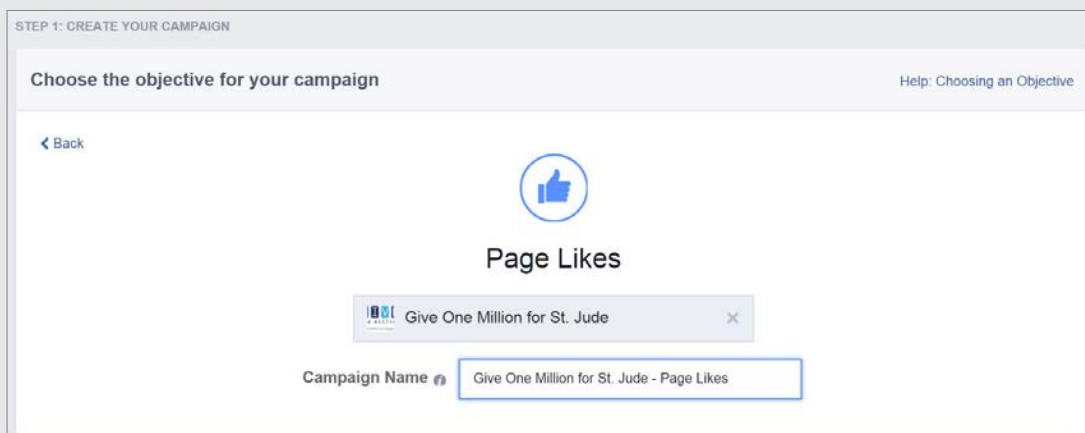 STEP 1: CREATE YOUR CAMPAIGN
Choose the objective for your campaign
Help: Choosing an Objective
Back
Page Likes
Give One Million for St. Jude
Campaign Name
Give One Million for St. Jude - Page Likes